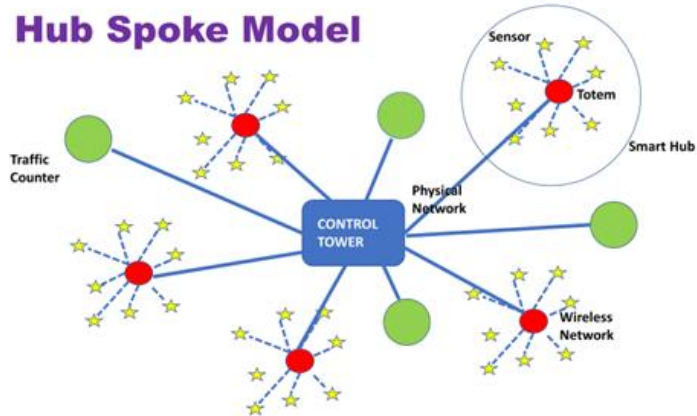 Hub Spoke Model
Sensor
Totem
Smart Hub
Traffic
Counter
Physical
Network
CONTROL
TOWER
Wireless
Network